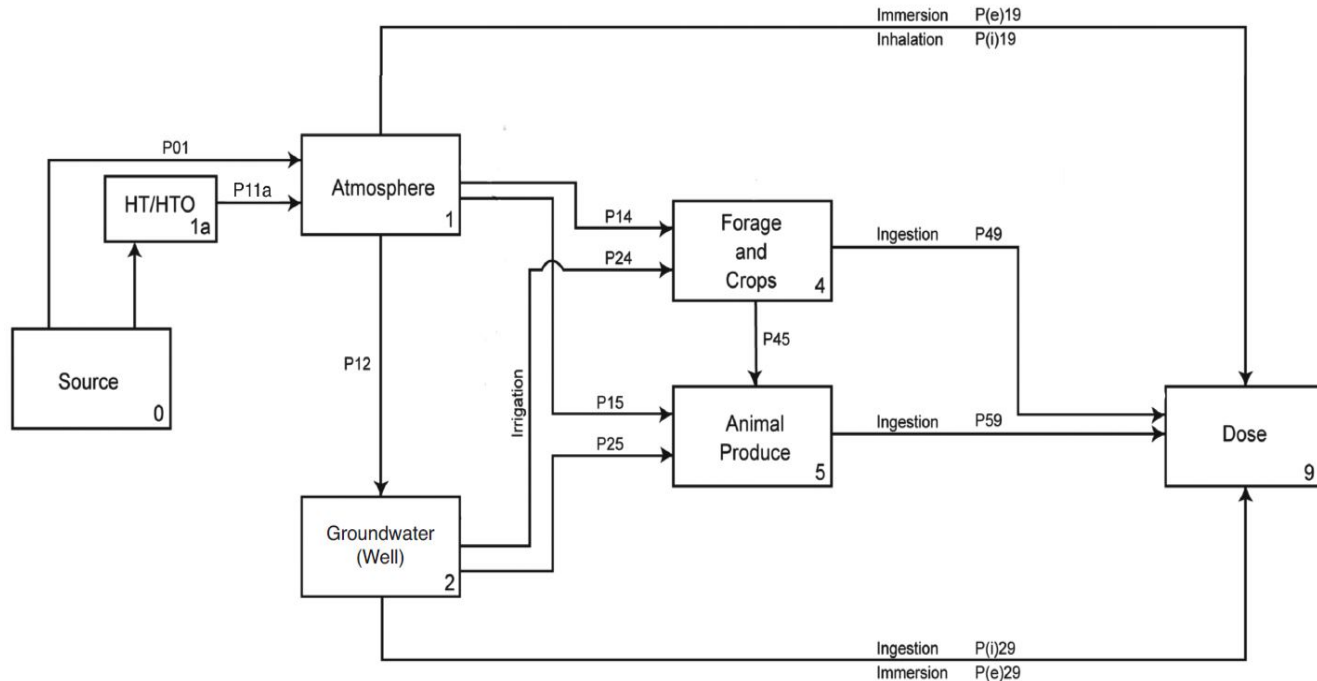 Immersion P(e)19
Inhalation P(i)19
P01
HT/HTO
1a
P11a
Atmosphere
1
P14
P24
Forage
and
Crops
4
Ingestion P49
Source
0
P12
Irrigation
P45
P15
P25
Animal
Produce
5
Ingestion P59
Dose
9
Groundwater
(Well)
2
Ingestion P(i)29
Immersion P(e)29